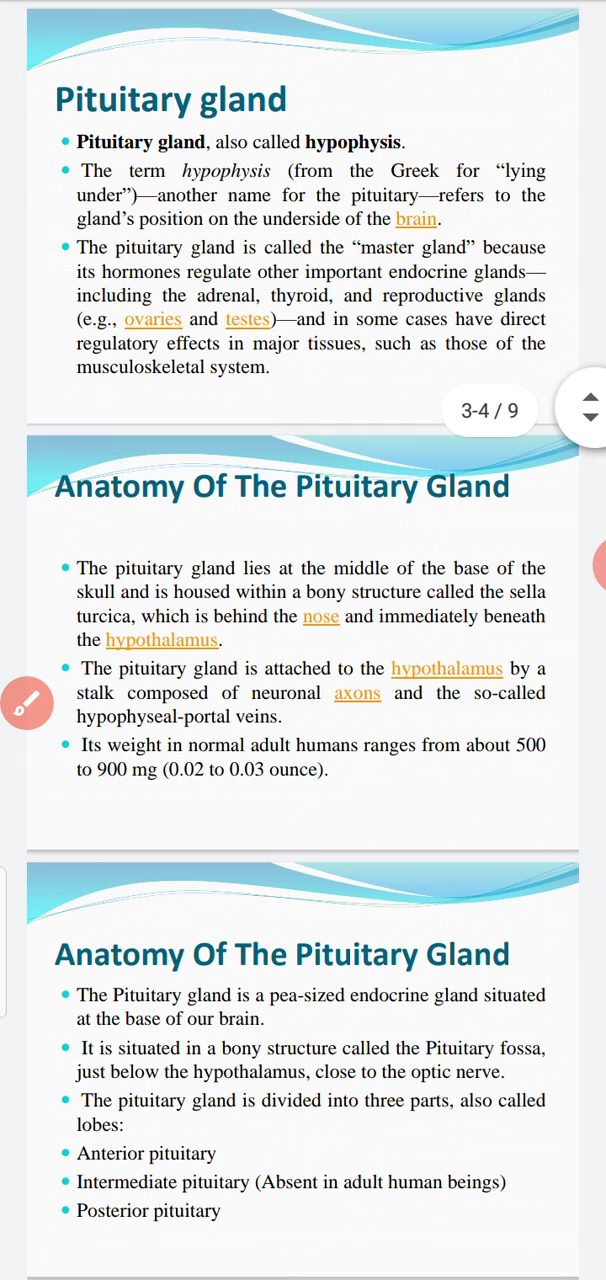 Pituitary gland
• Pituitary gland, also called hypophysis.
• The term hypophysis (from the Greek for “lying
under”)—another name for the pituitary—refers to the
gland’s position on the underside of the brain.
• The pituitary gland is called the “master gland” because
its hormones regulate other important endocrine glands—
including the adrenal, thyroid, and reproductive glands
(e.g., ovaries and testes)—and in some cases have direct
regulatory effects in major tissues, such as those of the
musculoskeletal system.
3-4 / 9
Anatomy Of The Pituitary Gland
• The pituitary gland lies at the middle of the base of the
skull and is housed within a bony structure called the sella
turcica, which is behind the nose and immediately beneath
the hypothalamus.
• The pituitary gland is attached to the hypothalamus by a
stalk composed of neuronal axons and the so-called
hypophyseal-portal veins.
• Its weight in normal adult humans ranges from about 500
to 900 mg (0.02 to 0.03 ounce).
Anatomy Of The Pituitary Gland
• The Pituitary gland is a pea-sized endocrine gland situated
at the base of our brain.
• It is situated in a bony structure called the Pituitary fossa,
just below the hypothalamus, close to the optic nerve.
• The pituitary gland is divided into three parts, also called
lobes:
• Anterior pituitary
• Intermediate pituitary (Absent in adult human beings)
• Posterior pituitary